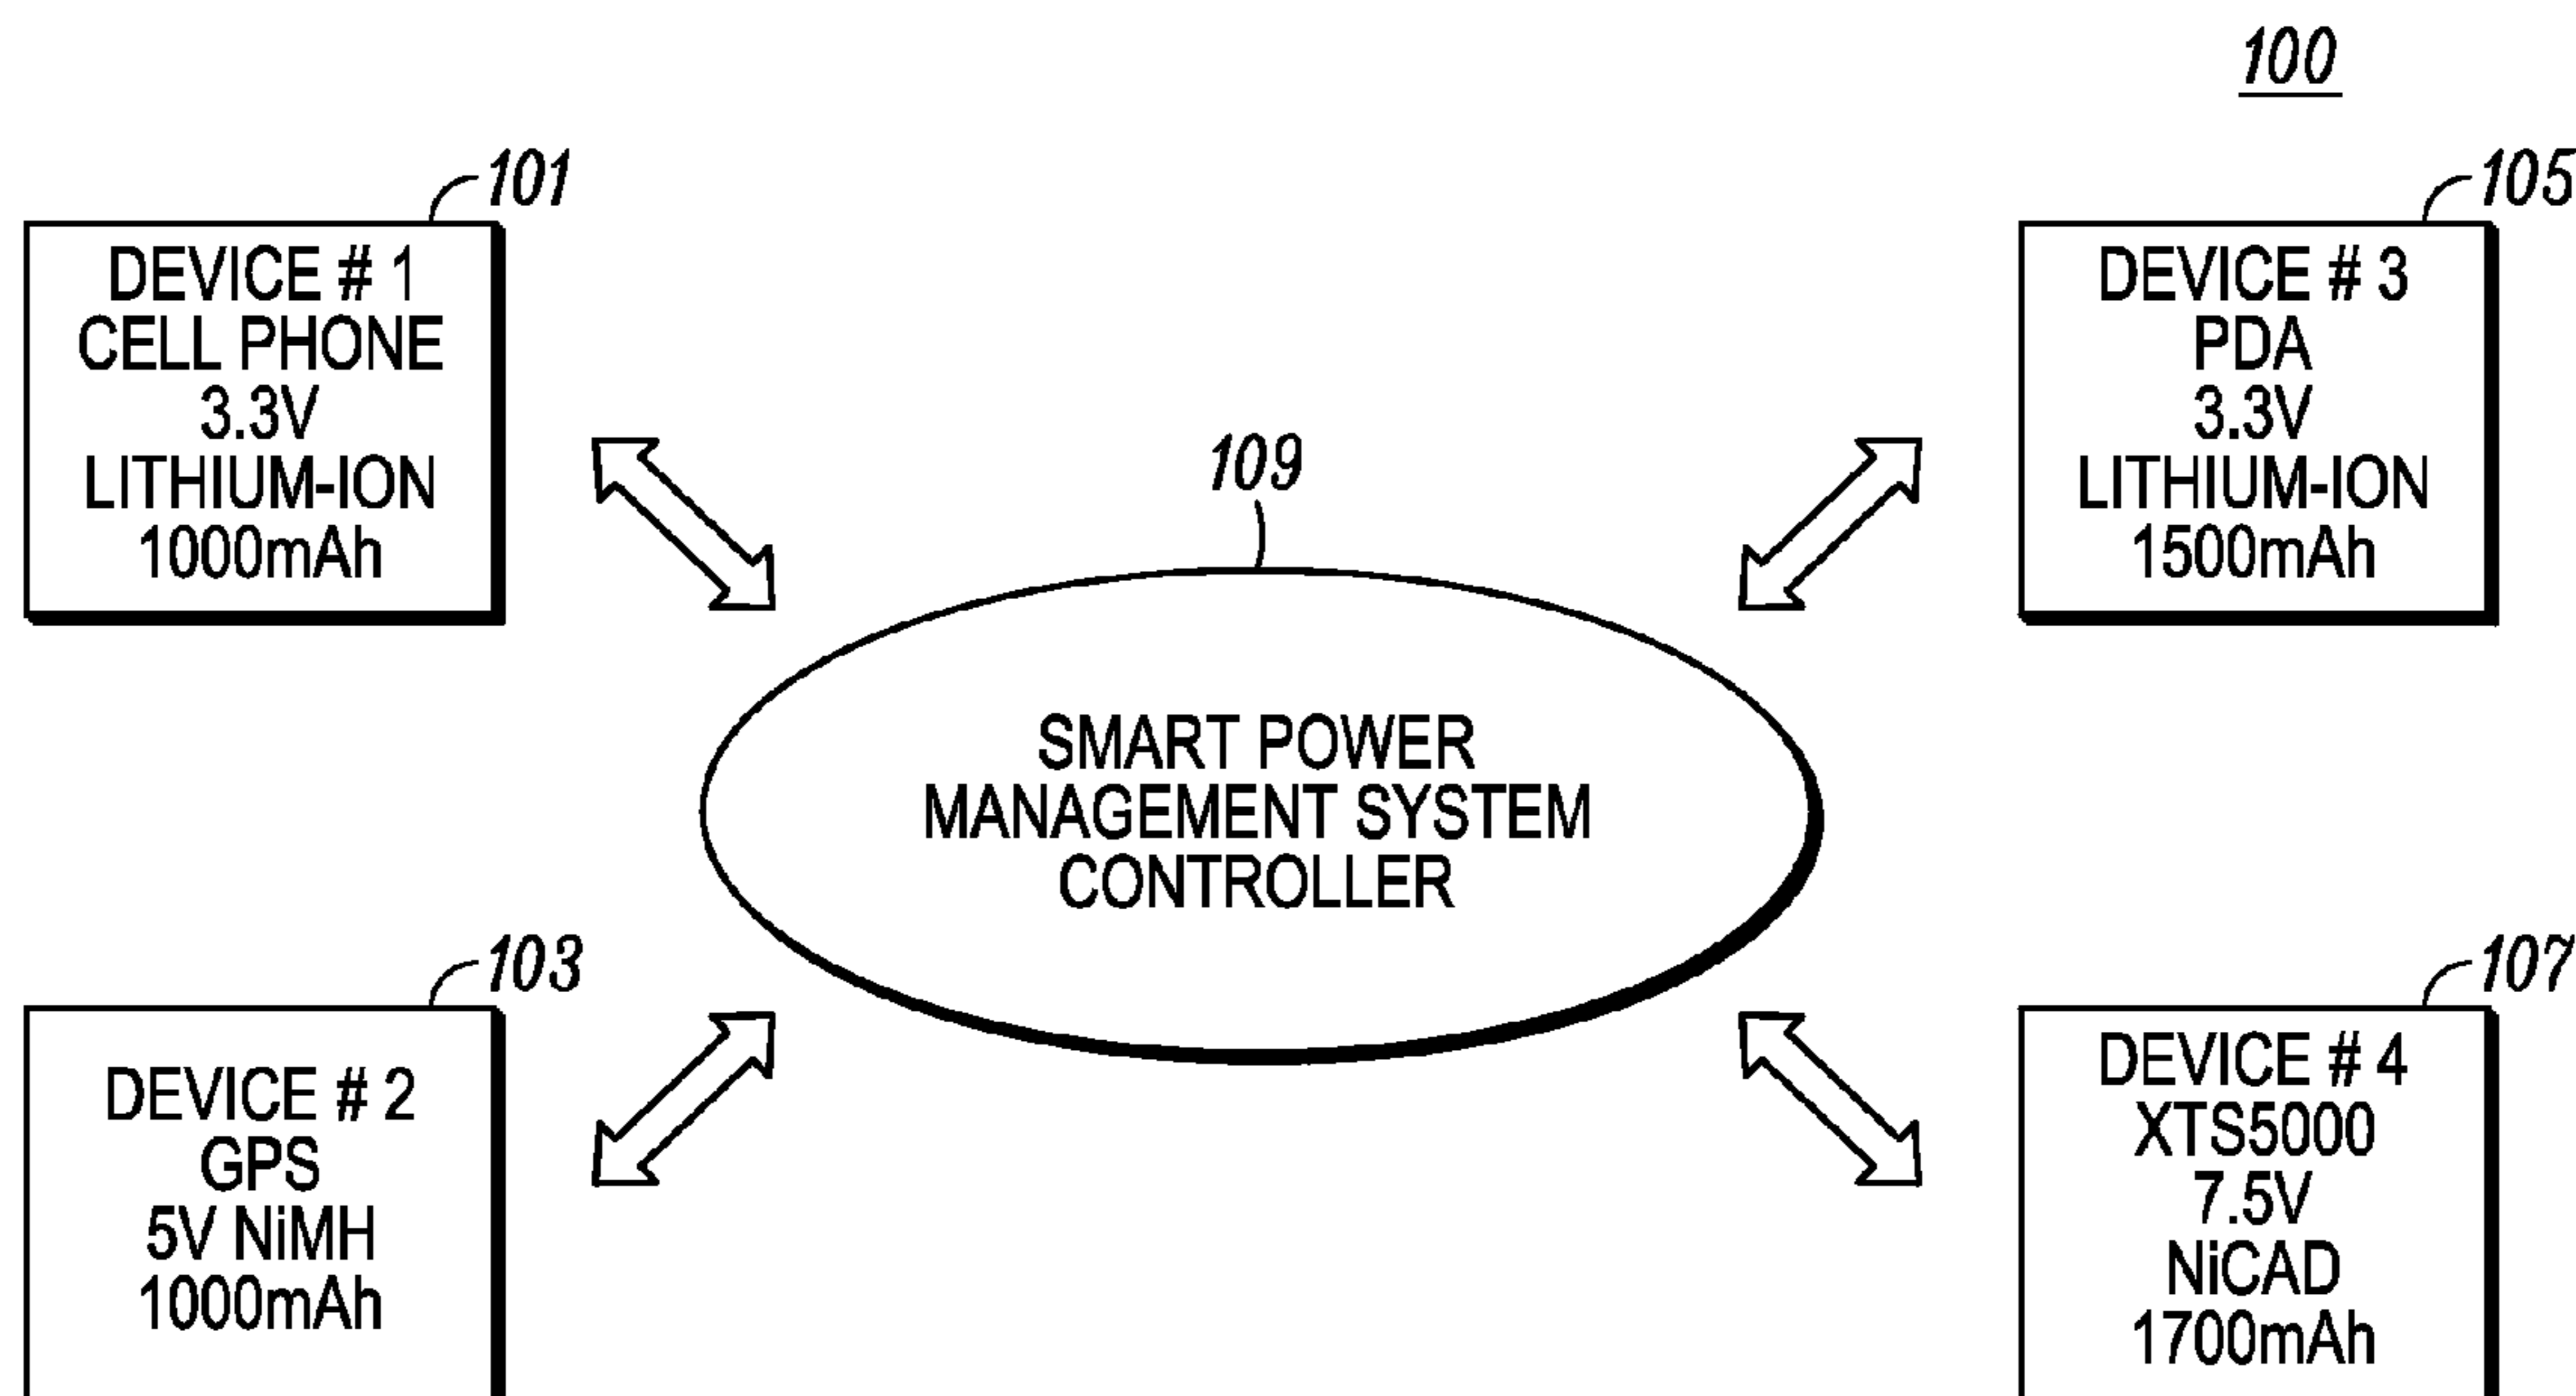 100
101
DEVICE # 1
CELL PHONE
3.3V
LITHIUM-ION
1000mAh
105
DEVICE # 3
PDA
3.3V
LITHIUM-ION
1500mAh
109
SMART POWER
MANAGEMENT SYSTEM
CONTROLLER
103
DEVICE # 2
GPS
5V NiMH
1000mAh
107
DEVICE # 4
XTS5000
7.5V
NiCAD
1700mAh